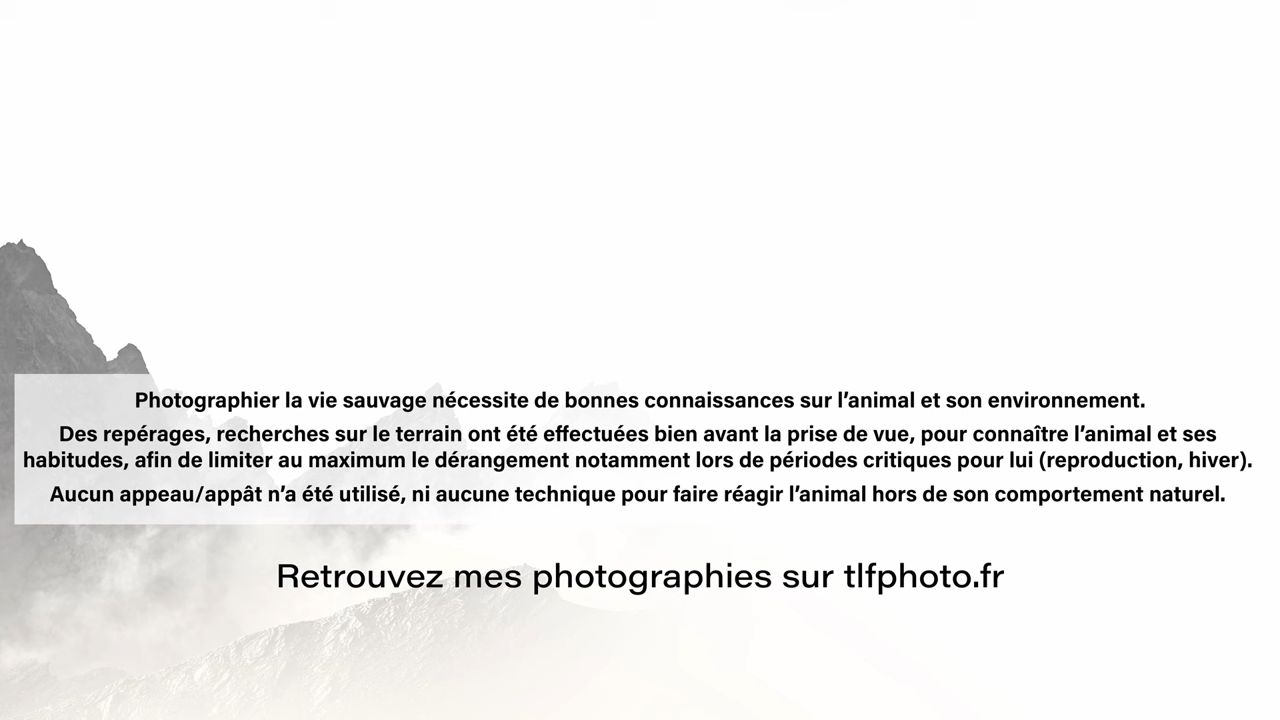 Photographier la vie sauvage nécessite de bonnes connaissances sur l’animal et son environnement.
Des repérages, recherches sur le terrain ont été effectuées bien avant la prise de vue, pour connaître l’animal et ses
habitudes, afin de limiter au maximum le dérangement notamment lors de périodes critiques pour lui (reproduction, hiver).
Aucun appeau/appât n’a été utilisé, ni aucune technique pour faire réagir l’animal hors de son comportement naturel.
Retrouvez mes photographies sur tlfphoto.fr